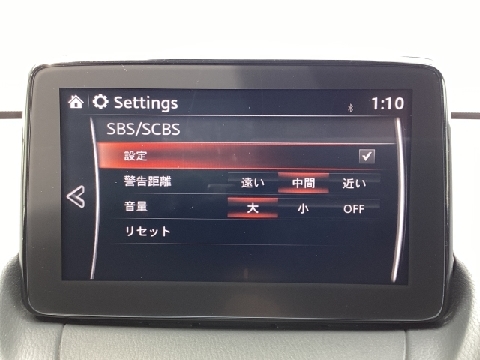 Settings 1:10
SBS/SCBS
設定
警告距離 遠い 中間 近い
音量 大 小 OFF
リセット